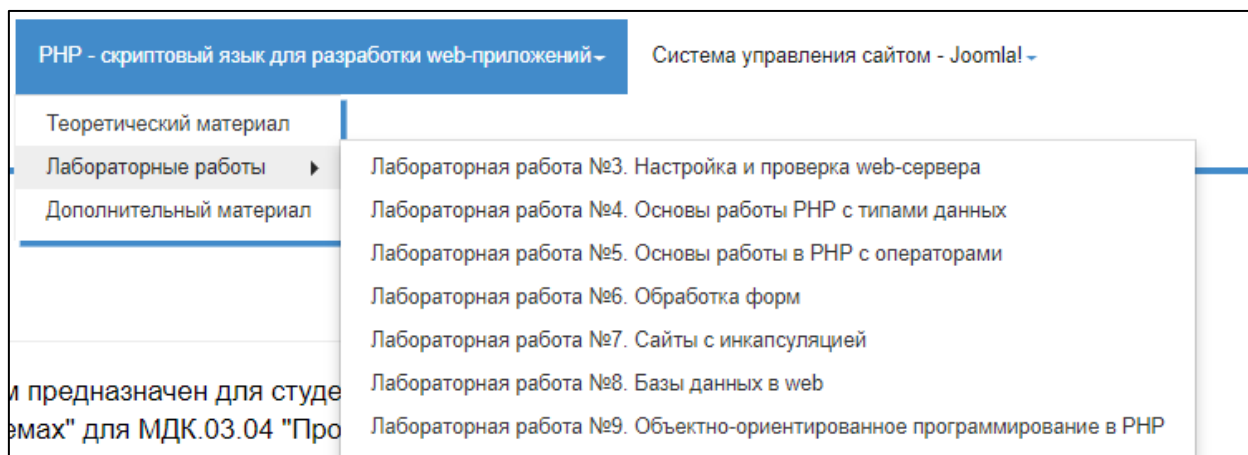 PHP - скриптовый язык для разработки web-приложений
Система управления сайтом - Joomla!
Теоретический материал
Лабораторные работы
Дополнительный материал
Лабораторная работа №3. Настройка и проверка web-сервера
Лабораторная работа №4. Основы работы PHP с типами данных
Лабораторная работа №5. Основы работы в PHP с операторами
Лабораторная работа №6. Обработка форм
Лабораторная работа №7. Сайты с инкапсуляцией
Лабораторная работа №8. Базы данных в web
Лабораторная работа №9. Объектно-ориентированное программирование в PHP
м предназначен для студе
емах" для МДК.03.04 "Про